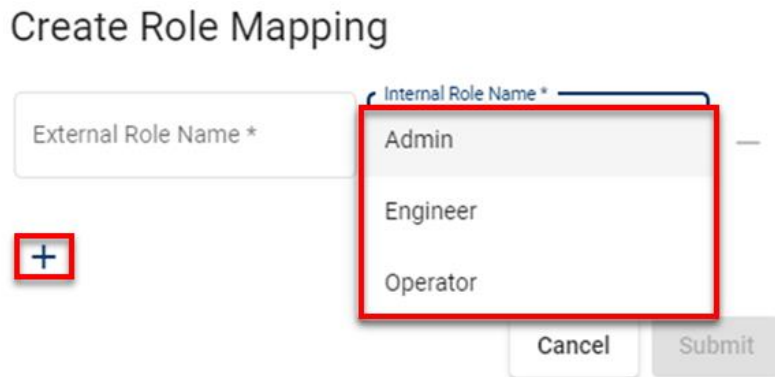 Create Role Mapping
Internal Role Name *
External Role Name *
Admin
Engineer
Operator
Cancel
Submit